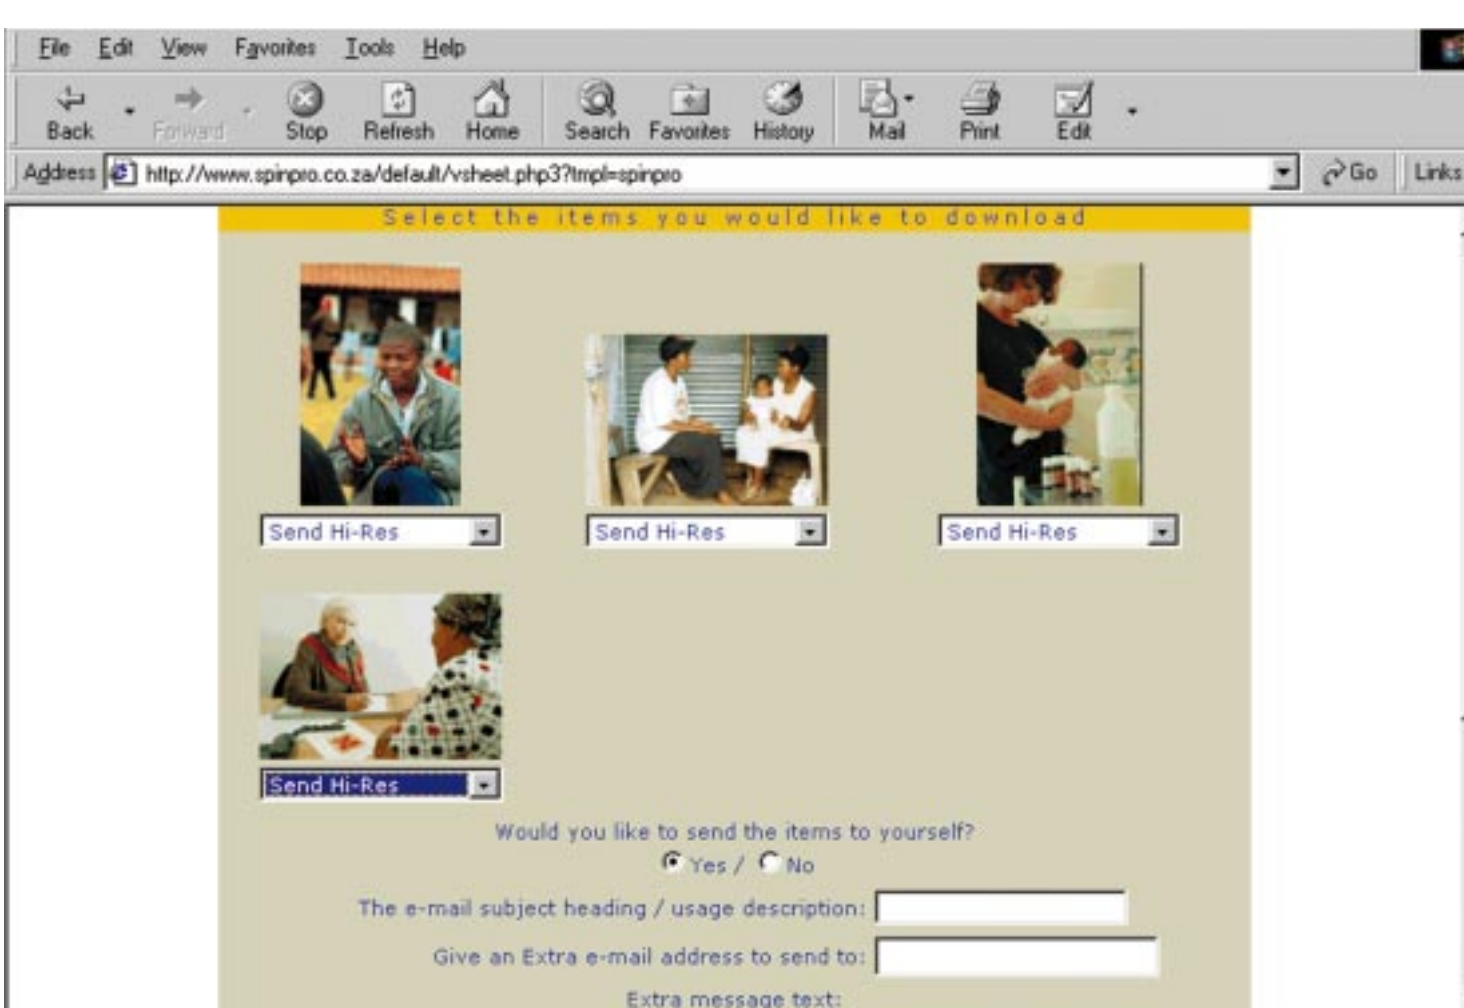 File Edit View Favorites Tools Help
Back Forward Stop Refresh Home Search Favorites History Mail Print Edit
Address http://www.spinpro.co.za/default/vsheet.php3?tmpl=spinpro Go Links
Select the items you would like to download
Send Hi-Res Send Hi-Res Send Hi-Res
Send Hi-Res
Would you like to send the items to yourself?
Yes / No
The e-mail subject heading / usage description:
Give an Extra e-mail address to send to:
Extra message text: